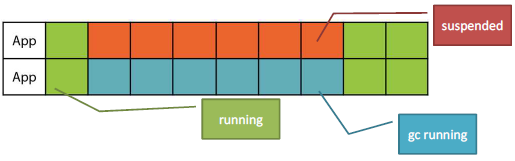 suspended
App
App
running
gc running